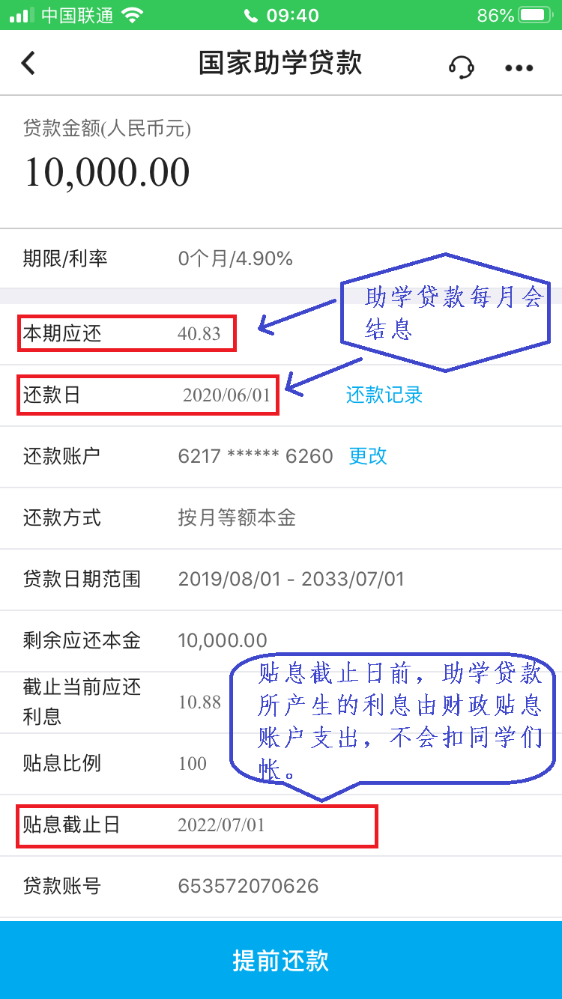 中国联通 09:40 86%
国家助学贷款
贷款金额(人民币元)
10,000.00
期限/利率 0个月/4.90%
助学贷款每月会
结息
本期应还 40.83
还款日 2020/06/01 还款记录
还款账户 6217 ****** 6260 更改
还款方式 按月等额本金
贷款日期范围 2019/08/01 - 2033/07/01
剩余应还本金 10,000.00
截止当前应还
利息 10.88
贴息截止日前，助学贷款
所产生的利息由财政贴息
账户支出，不会扣同学们
帐。
贴息比例 100
贴息截止日 2022/07/01
贷款账号 653572070626
提前还款